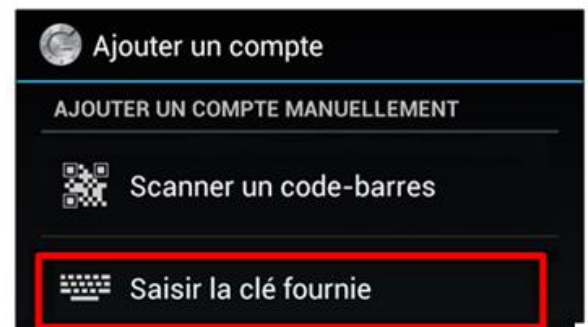 Ajouter un compte
AJOUTER UN COMPTE MANUELLEMENT
Scanner un code-barres
Saisir la clé fournie